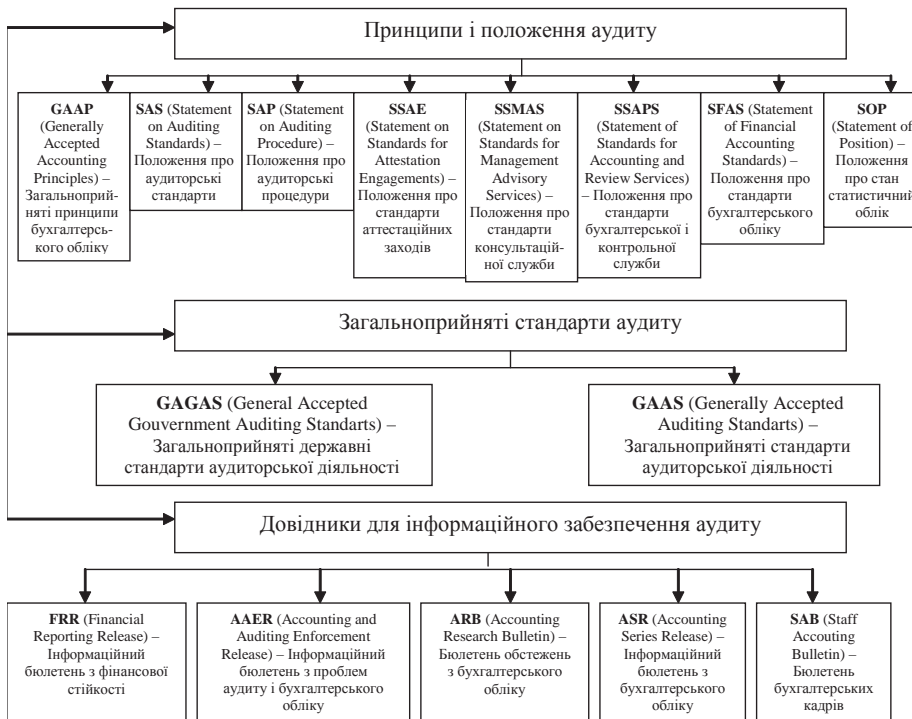 Принципи і положення аудиту
GAAP
(Generally
Accepted
Accounting
Principles) –
Загальноприй-
няті принципи
бухгалтерсь-
кого обліку
SAS (Statement
on Auditing
Standards) –
Положення про
аудиторські
стандарти
SAP (Statement
on Auditing
Procedure) –
Положення про
аудиторські
процедури
SSAE
(Statement on
Standards for
Attestation
Engagements) –
Положення про
стандарти
аттестаційних
заходів
SSMAS
(Statement on
Standards for
Management
Advisory
Services) –
Положення про
стандарти
консультацій-
ної служби
SSAPS
(Statement of
Standards for
Accounting and
Review Services)
– Положення про
стандарти
бухгалтерської і
контрольної
служби
SFAS (Statement
of Financial
Accounting
Standards) –
Положення про
стандарти
бухгалтерського
обліку
SOP
(Statement of
Position) –
Положення
про стан
статистичний
облік
Загальноприйняті стандарти аудиту
GAGAS (General Accepted
Gouvernment Auditing Standarts) –
Загальноприйняті державні
стандарти аудиторської діяльності
GAAS (Generally Accepted
Auditing Standarts) –
Загальноприйняті стандарти
аудиторської діяльності
Довідники для інформаційного забезпечення аудиту
FRR (Financial
Reporting Release) –
Інформаційний
бюлетень з фінансової
стійкості
AAER (Accounting and
Auditing Enforcement
Release) – Інформаційний
бюлетень з проблем
аудиту і бухгалтерського
обліку
ARB (Accounting
Research Bulletin) –
Бюлетень обстежень
з бухгалтерського
обліку
ASR (Accounting
Series Release) –
Інформаційний
бюлетень з
бухгалтерського
обліку
SAB (Staff
Accouting
Bulletin) –
Бюлетень
бухгалтерських
кадрів